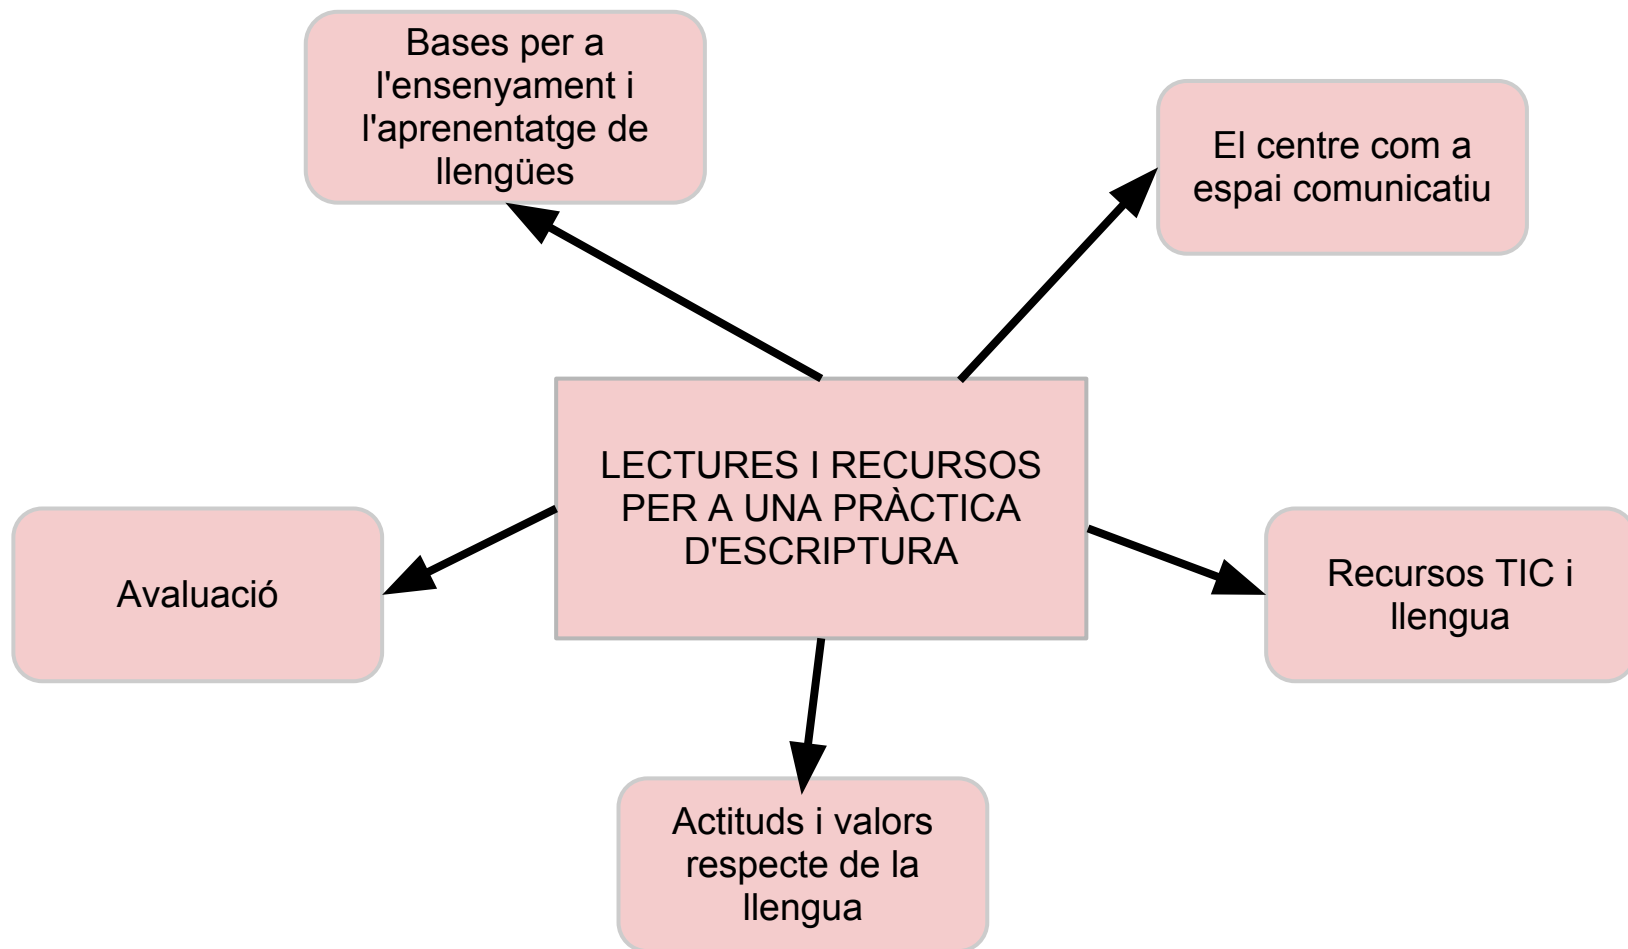 Bases per a
l'ensenyament i
l'aprenentatge de
llengües
El centre com a
espai comunicatiu
LECTURES I RECURSOS
PER A UNA PRÀCTICA
D'ESCRIPTURA
Avaluació
Recursos TIC i
llengua
Actituds i valors
respecte de la
llengua